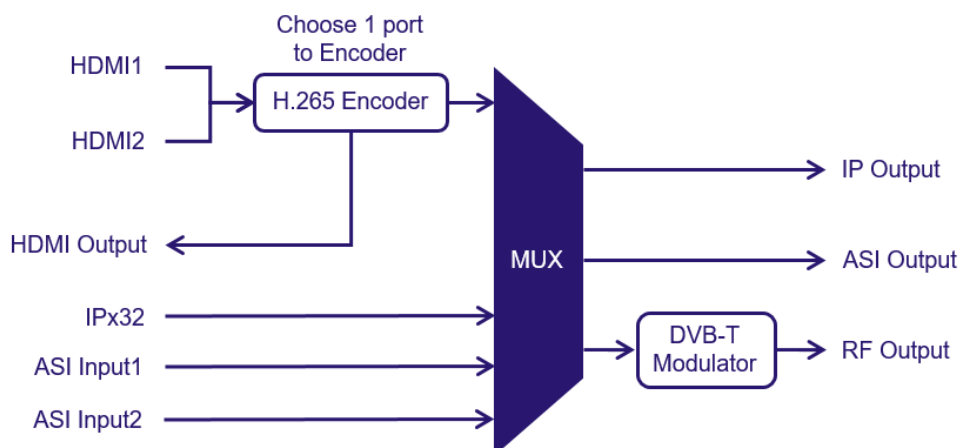 Choose 1 port
to Encoder
HDMI1
H.265 Encoder
HDMI2
IP Output
HDMI Output
MUX
ASI Output
IPx32
DVB-T
Modulator
RF Output
ASI Input1
ASI Input2